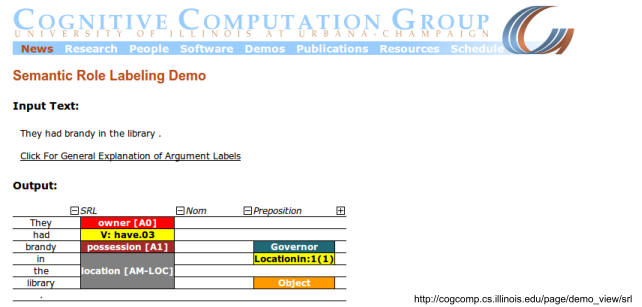 COGNITIVE COMPUTATION GROUP
UNIVERSITY OF ILLINOIS AT URBANA-CHAMPAIGN
News Research People Software Demos Publications Resources Schedule
Semantic Role Labeling Demo
Input Text:
They had brandy in the library .
Click For General Explanation of Argument Labels
Output:
SRL Nom Preposition
They owner [A0]
had V: have.03
brandy possession [A1] Governor
in LocationIn:1(1)
the location [AM-LOC]
library Object
.
http://cogcomp.cs.illinois.edu/page/demo_view/srl